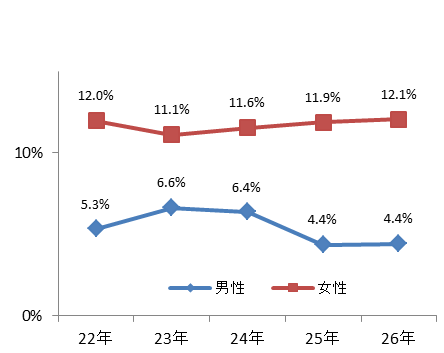 12.0% 11.1% 11.6% 11.9% 12.1%
10%
5.3% 6.6% 6.4% 4.4% 4.4%
男性 女性
0%
22年 23年 24年 25年 26年